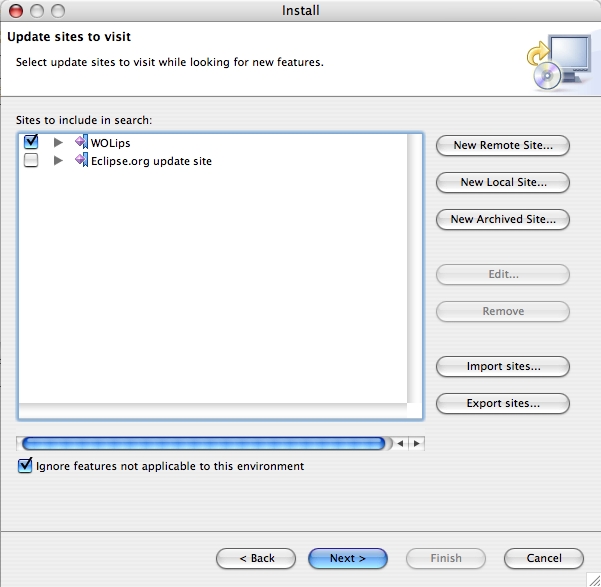 Install
Update sites to visit
Select update sites to visit while looking for new features.
Sites to include in search:
WOLips
Eclipse.org update site
New Remote Site...
New Local Site...
New Archived Site...
Edit...
Remove
Import sites...
Export sites...
Ignore features not applicable to this environment
< Back
Next >
Finish
Cancel